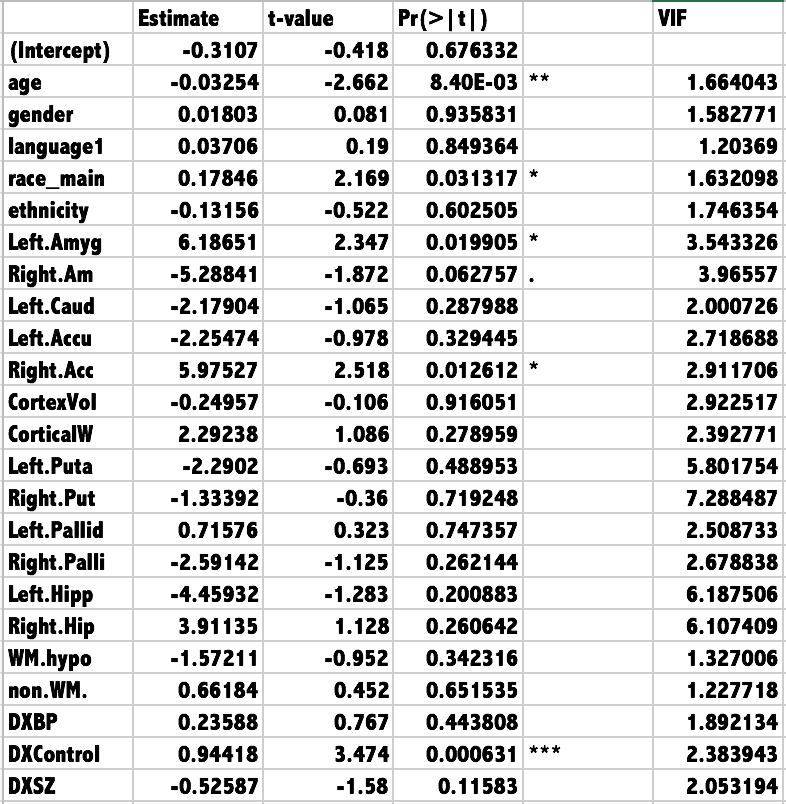 Estimate t-value Pr(>|t|) VIF
(Intercept) -0.3107 -0.418 0.676332
age -0.03254 -2.662 8.40E-03 ** 1.664043
gender 0.01803 0.081 0.935831 1.582771
language1 0.03706 0.19 0.849364 1.20369
race_main 0.17846 2.169 0.031317 * 1.632098
ethnicity -0.13156 -0.522 0.602505 1.746354
Left.Amyg 6.18651 2.347 0.019905 * 3.543326
Right.Am -5.28841 -1.872 0.062757 . 3.96557
Left.Caud -2.17904 -1.065 0.287988 2.000726
Left.Accu -2.25474 -0.978 0.329445 2.718688
Right.Acc 5.97527 2.518 0.012612 * 2.911706
CortexVol -0.24957 -0.106 0.916051 2.922517
CorticalW 2.29238 1.086 0.278959 2.392771
Left.Puta -2.2902 -0.693 0.488953 5.801754
Right.Put -1.33392 -0.36 0.719248 7.288487
Left.Pallid 0.71576 0.323 0.747357 2.508733
Right.Palli -2.59142 -1.125 0.262144 2.678838
Left.Hipp -4.45932 -1.283 0.200883 6.187506
Right.Hip 3.91135 1.128 0.260642 6.107409
WM.hypo -1.57211 -0.952 0.342316 1.327006
non.WM. 0.66184 0.452 0.651535 1.227718
DXBP 0.23588 0.767 0.443808 1.892134
DXControl 0.94418 3.474 0.000631 *** 2.383943
DXSZ -0.52587 -1.58 0.11583 2.053194